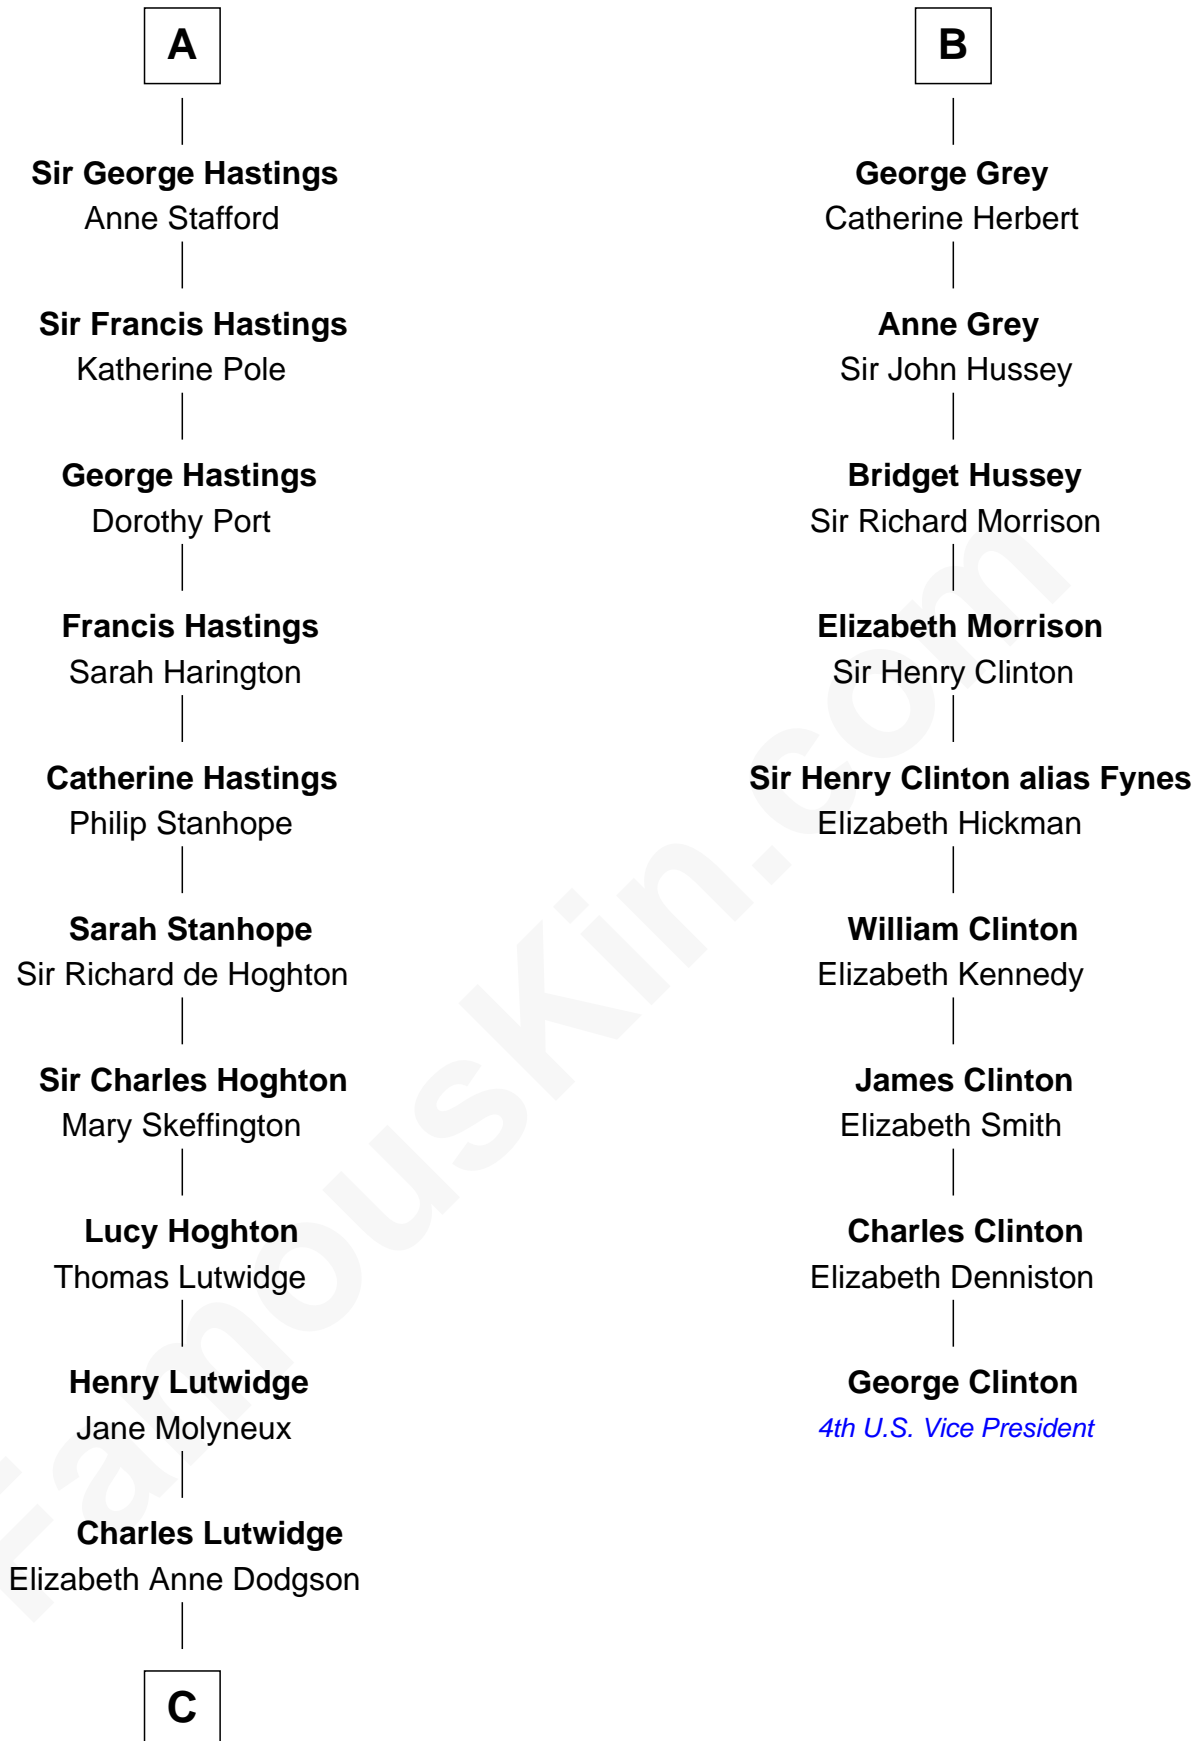 A
Sir George Hastings
Anne Stafford
Sir Francis Hastings
Katherine Pole
George Hastings
Dorothy Port
Francis Hastings
Sarah Harington
Catherine Hastings
Philip Stanhope
Sarah Stanhope
Sir Richard de Hoghton
Sir Charles Hoghton
Mary Skeffington
Lucy Hoghton
Thomas Lutwidge
Henry Lutwidge
Jane Molyneux
Charles Lutwidge
Elizabeth Anne Dodgson
C
B
George Grey
Catherine Herbert
Anne Grey
Sir John Hussey
Bridget Hussey
Sir Richard Morrison
Elizabeth Morrison
Sir Henry Clinton
Sir Henry Clinton alias Fynes
Elizabeth Hickman
William Clinton
Elizabeth Kennedy
James Clinton
Elizabeth Smith
Charles Clinton
Elizabeth Denniston
George Clinton
4th U.S. Vice President
FamousKin.com